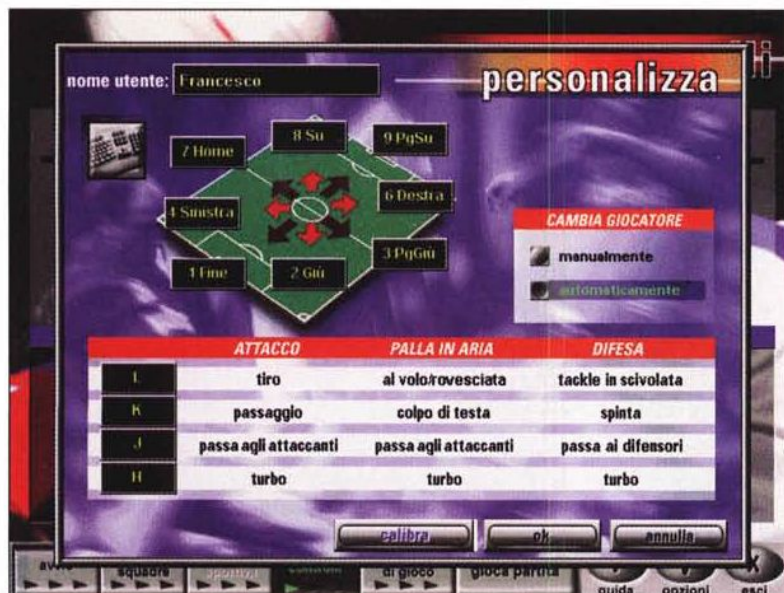 nome utente: Francesco
personalizza
7 Home
8 Su
9 PgSu
4 Sinistra
6 Destra
1 Fine
2 Giù
3 PgGiù
CAMBIA GIOCATORE
manualmente
automaticamente
ATTACCO PALLA IN ARIA DIFESA
L tiro al volo/rovesciata tackle in scivolata
K passaggio colpo di testa spinta
J passa agli attaccanti passa agli attaccanti passa ai difensori
H turbo turbo turbo
calibra ok annulla
squadre di gioco gioca partita
guida opzioni esci